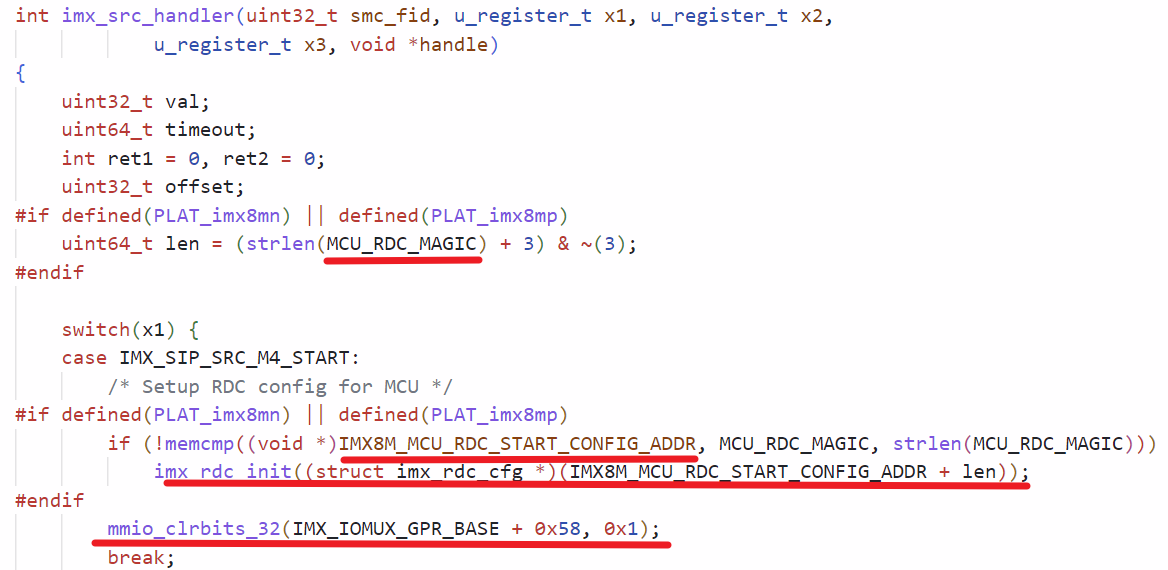 int imx_src_handler(uint32_t smc_fid, u_register_t x1, u_register_t x2,
u_register_t x3, void *handle)
{
uint32_t val;
uint64_t timeout;
int ret1 = 0, ret2 = 0;
uint32_t offset;
#if defined(PLAT_imx8mn) || defined(PLAT_imx8mp)
uint64_t len = (strlen(MCU_RDC_MAGIC) + 3) & ~(3);
#endif
switch(x1) {
case IMX_SIP_SRC_M4_START:
/* Setup RDC config for MCU */
#if defined(PLAT_imx8mn) || defined(PLAT_imx8mp)
if (!memcmp((void *)IMX8M_MCU_RDC_START_CONFIG_ADDR, MCU_RDC_MAGIC, strlen(MCU_RDC_MAGIC)))
imx_rdc_init((struct imx_rdc_cfg *)(IMX8M_MCU_RDC_START_CONFIG_ADDR + len));
#endif
mmio_clrbits_32(IMX_IOMUX_GPR_BASE + 0x58, 0x1);
break;